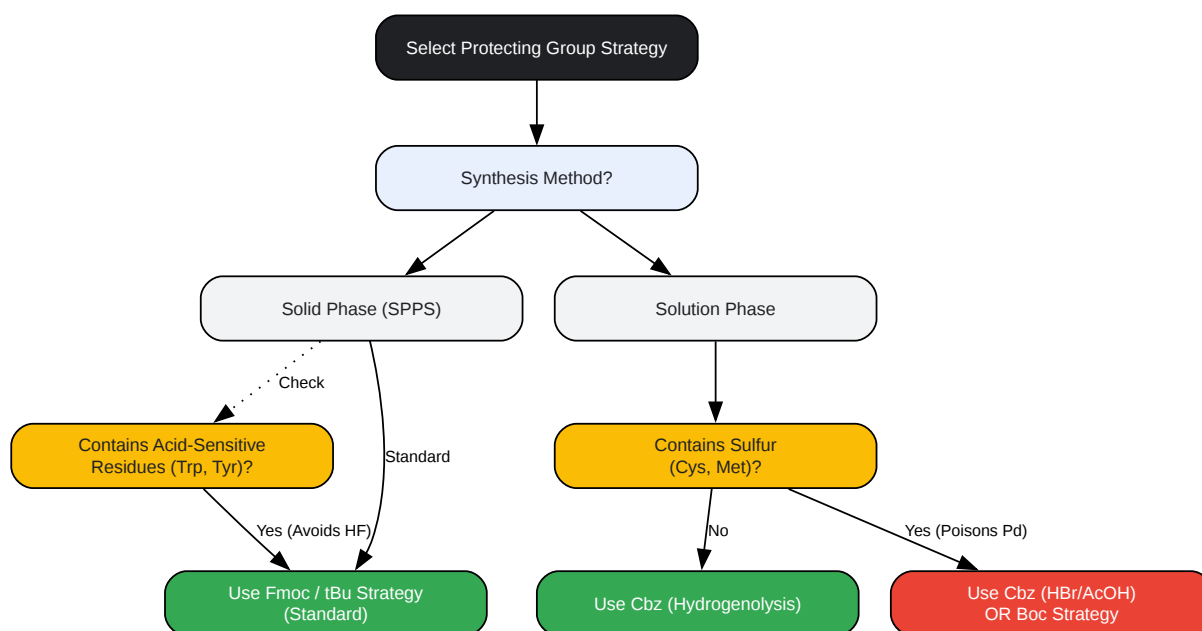 Select Protecting Group Strategy
Synthesis Method?
Solid Phase (SPPS)
Solution Phase
Check
Contains Acid-Sensitive
Residues (Trp, Tyr)?
Standard
Contains Sulfur
(Cys, Met)?
Yes (Avoids HF)
No
Yes (Poisons Pd)
Use Fmoc / tBu Strategy
(Standard)
Use Cbz (Hydrogenolysis)
Use Cbz (HBr/AcOH)
OR Boc Strategy